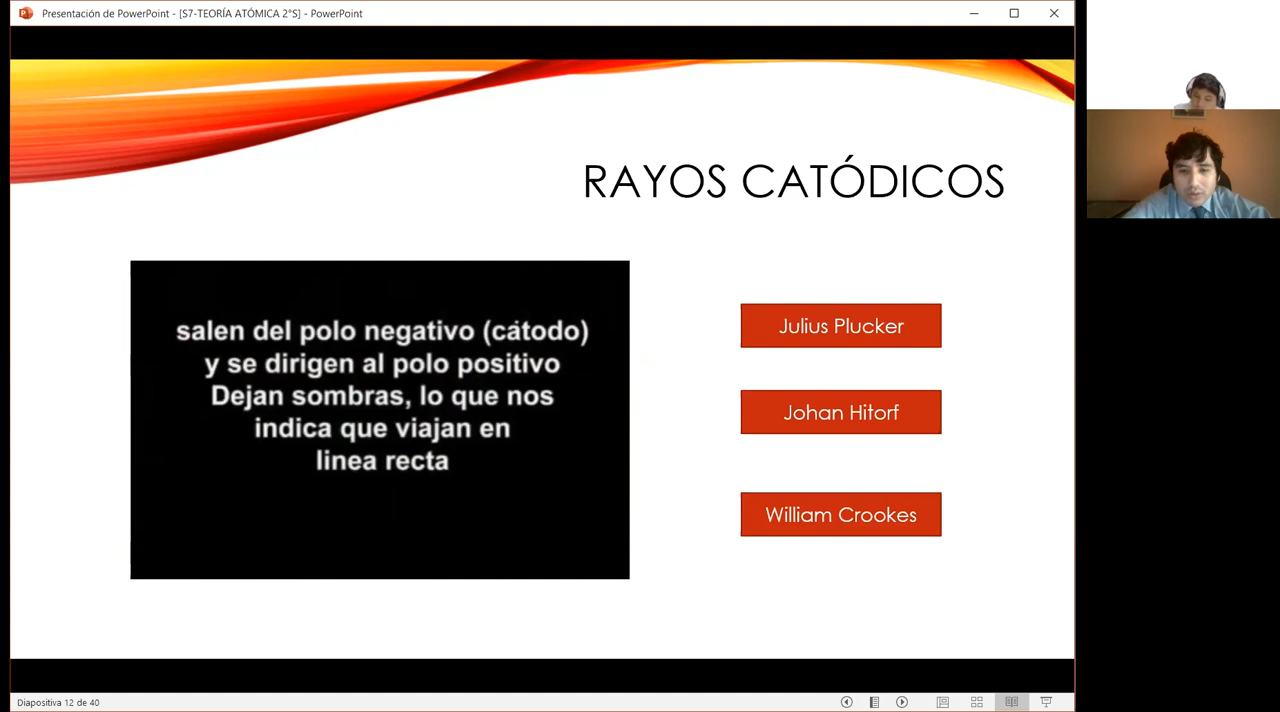 Presentación de PowerPoint - [S7-TEORÍA ATÓMICA 2°S] - PowerPoint
RAYOS CATÓDICOS
salen del polo negativo (cátodo)
y se dirigen al polo positivo
Dejan sombras, lo que nos
indica que viajan en
linea recta
Julius Plucker
Johan Hitorf
William Crookes
Diapositiva 12 de 40